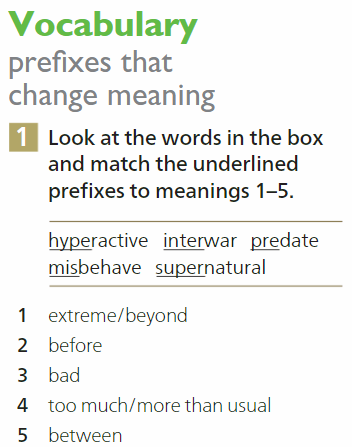 Vocabulary
prefixes that
change meaning
1 Look at the words in the box
and match the underlined
prefixes to meanings 1–5.
hyperactive interwar predate
misbehave supernatural
1 extreme/beyond
2 before
3 bad
4 too much/more than usual
5 between